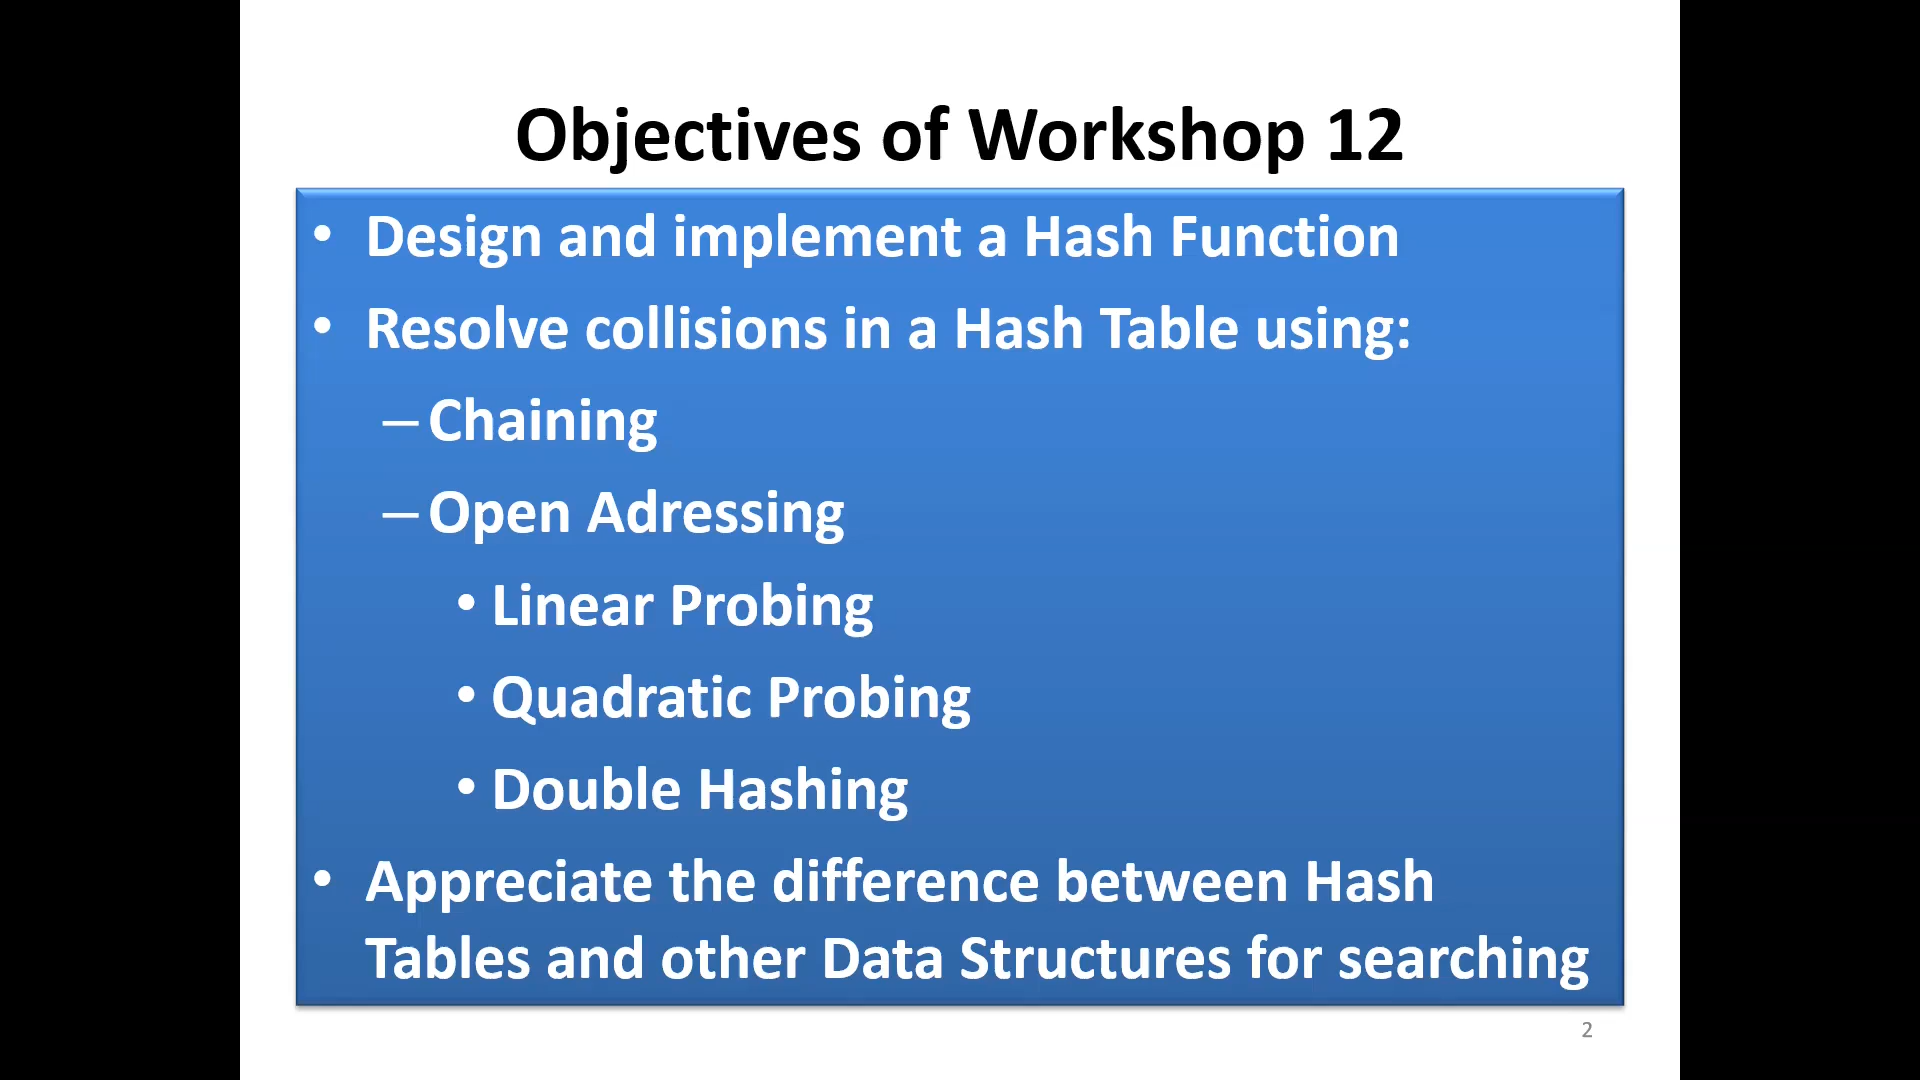 Objectives of Workshop 12
• Design and implement a Hash Function
• Resolve collisions in a Hash Table using:
– Chaining
– Open Adressing
• Linear Probing
• Quadratic Probing
• Double Hashing
• Appreciate the difference between Hash
Tables and other Data Structures for searching
2